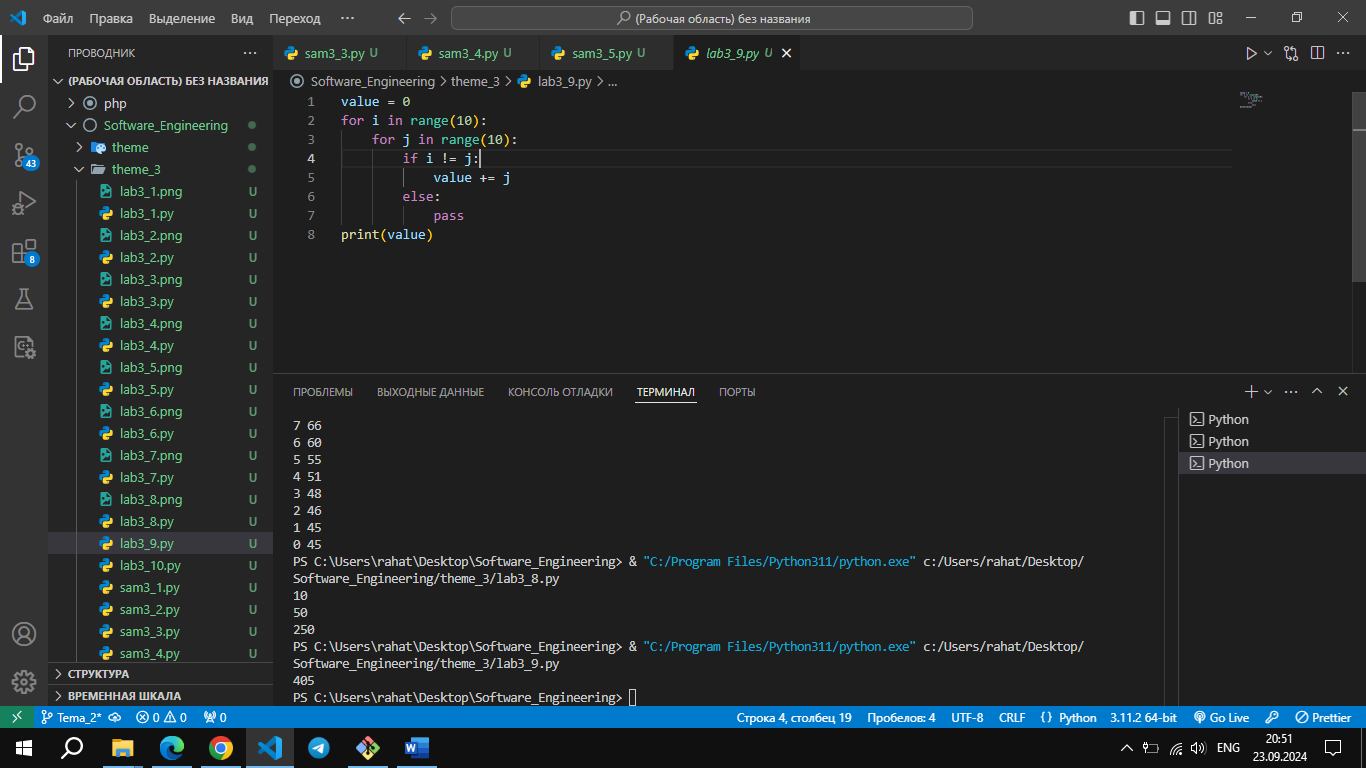 Файл Правка Выделение Вид Переход ··· (Рабочая область) без названия
ПРОВОДНИК ···
(РАБОЧАЯ ОБЛАСТЬ) БЕЗ НАЗВАНИЯ
php
Software_Engineering
theme
theme_3
lab3_1.png U
lab3_1.py U
lab3_2.png U
lab3_2.py U
lab3_3.png U
lab3_3.py U
lab3_4.png U
lab3_4.py U
lab3_5.png U
lab3_5.py U
lab3_6.png U
lab3_6.py U
lab3_7.png U
lab3_7.py U
lab3_8.png U
lab3_8.py U
lab3_9.py U
lab3_10.py U
sam3_1.py U
sam3_2.py U
sam3_3.py U
sam3_4.py U
СТРУКТУРА
ВРЕМЕННАЯ ШКАЛА
43
8
sam3_3.py U sam3_4.py U sam3_5.py U lab3_9.py U
Software_Engineering > theme_3 > lab3_9.py > ...
1 value = 0
2 for i in range(10):
3 for j in range(10):
4 if i != j:
5 value += j
6 else:
7 pass
8 print(value)
ПРОБЛЕМЫ ВЫХОДНЫЕ ДАННЫЕ КОНСОЛЬ ОТЛАДКИ ТЕРМИНАЛ ПОРТЫ
7 66
6 60
5 55
4 51
3 48
2 46
1 45
0 45
PS C:\Users\rahat\Desktop\Software_Engineering> & "C:/Program Files/Python311/python.exe" c:/Users/rahat/Desktop/
Software_Engineering/theme_3/lab3_8.py
10
50
250
PS C:\Users\rahat\Desktop\Software_Engineering> & "C:/Program Files/Python311/python.exe" c:/Users/rahat/Desktop/
Software_Engineering/theme_3/lab3_9.py
405
PS C:\Users\rahat\Desktop\Software_Engineering>
Python
Python
Python
Tema_2* 0 0 0 Строка 4, столбец 19 Пробелов: 4 UTF-8 CRLF {} Python 3.11.2 64-bit Go Live Prettier
ENG
20:51
23.09.2024